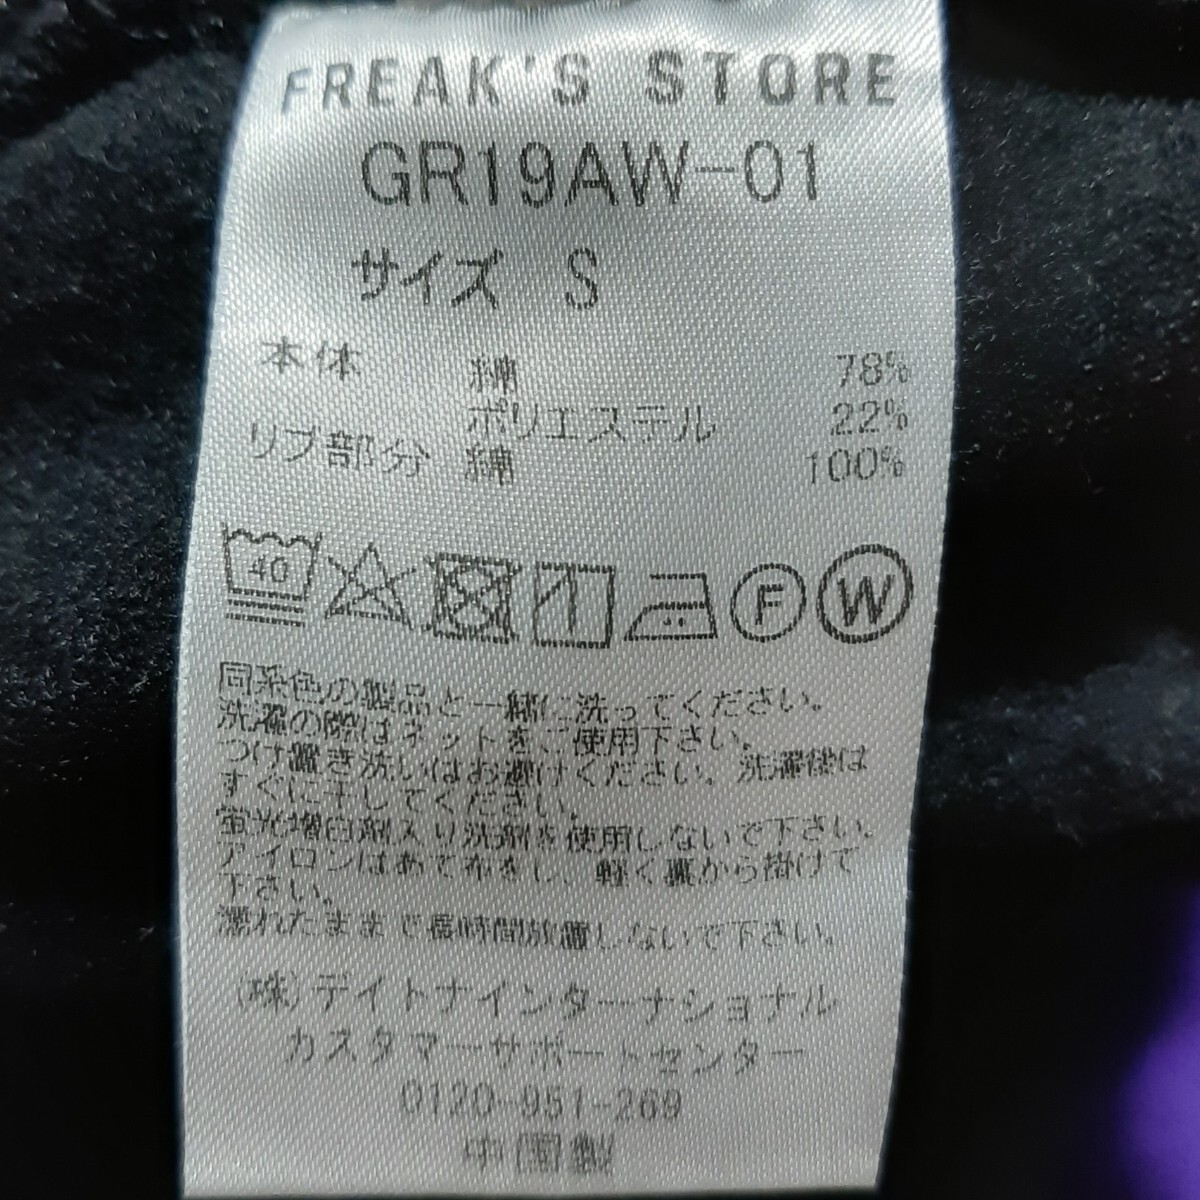 FREAK'S STORE
GR19AW-01
サイズ S
本体 綿 78%
ポリエステル 22%
リブ部分 綿 100%
40 F W
同系色の製品と一緒に洗ってください。
洗濯の際はネットをご使用下さい。
つけ置き洗いはお避けください。洗濯後は
すぐに干してください。
蛍光増白剤入り洗剤を使用しないで下さい。
アイロンはあて布をし、軽く裏から掛けて
下さい。
濡れたままで長時間放置しないで下さい。
(株)デイトナインターナショナル
カスタマーサポートセンター
0120-951-269
中国製